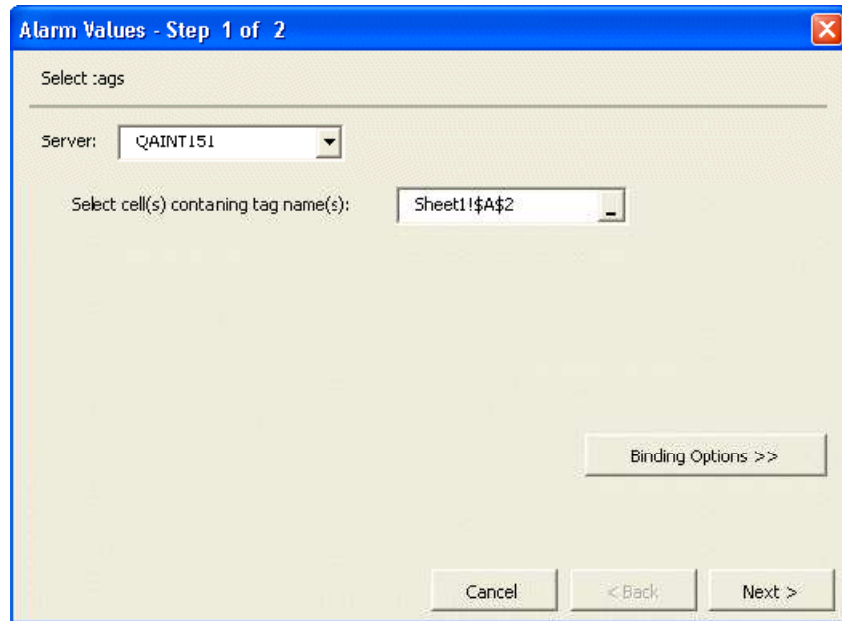 Alarm Values - Step 1 of 2
Select :ags
Server: QAINT151
Select cell(s) contaning tag name(s): Sheet1!$A$2
Binding Options >>
Cancel < Back Next >